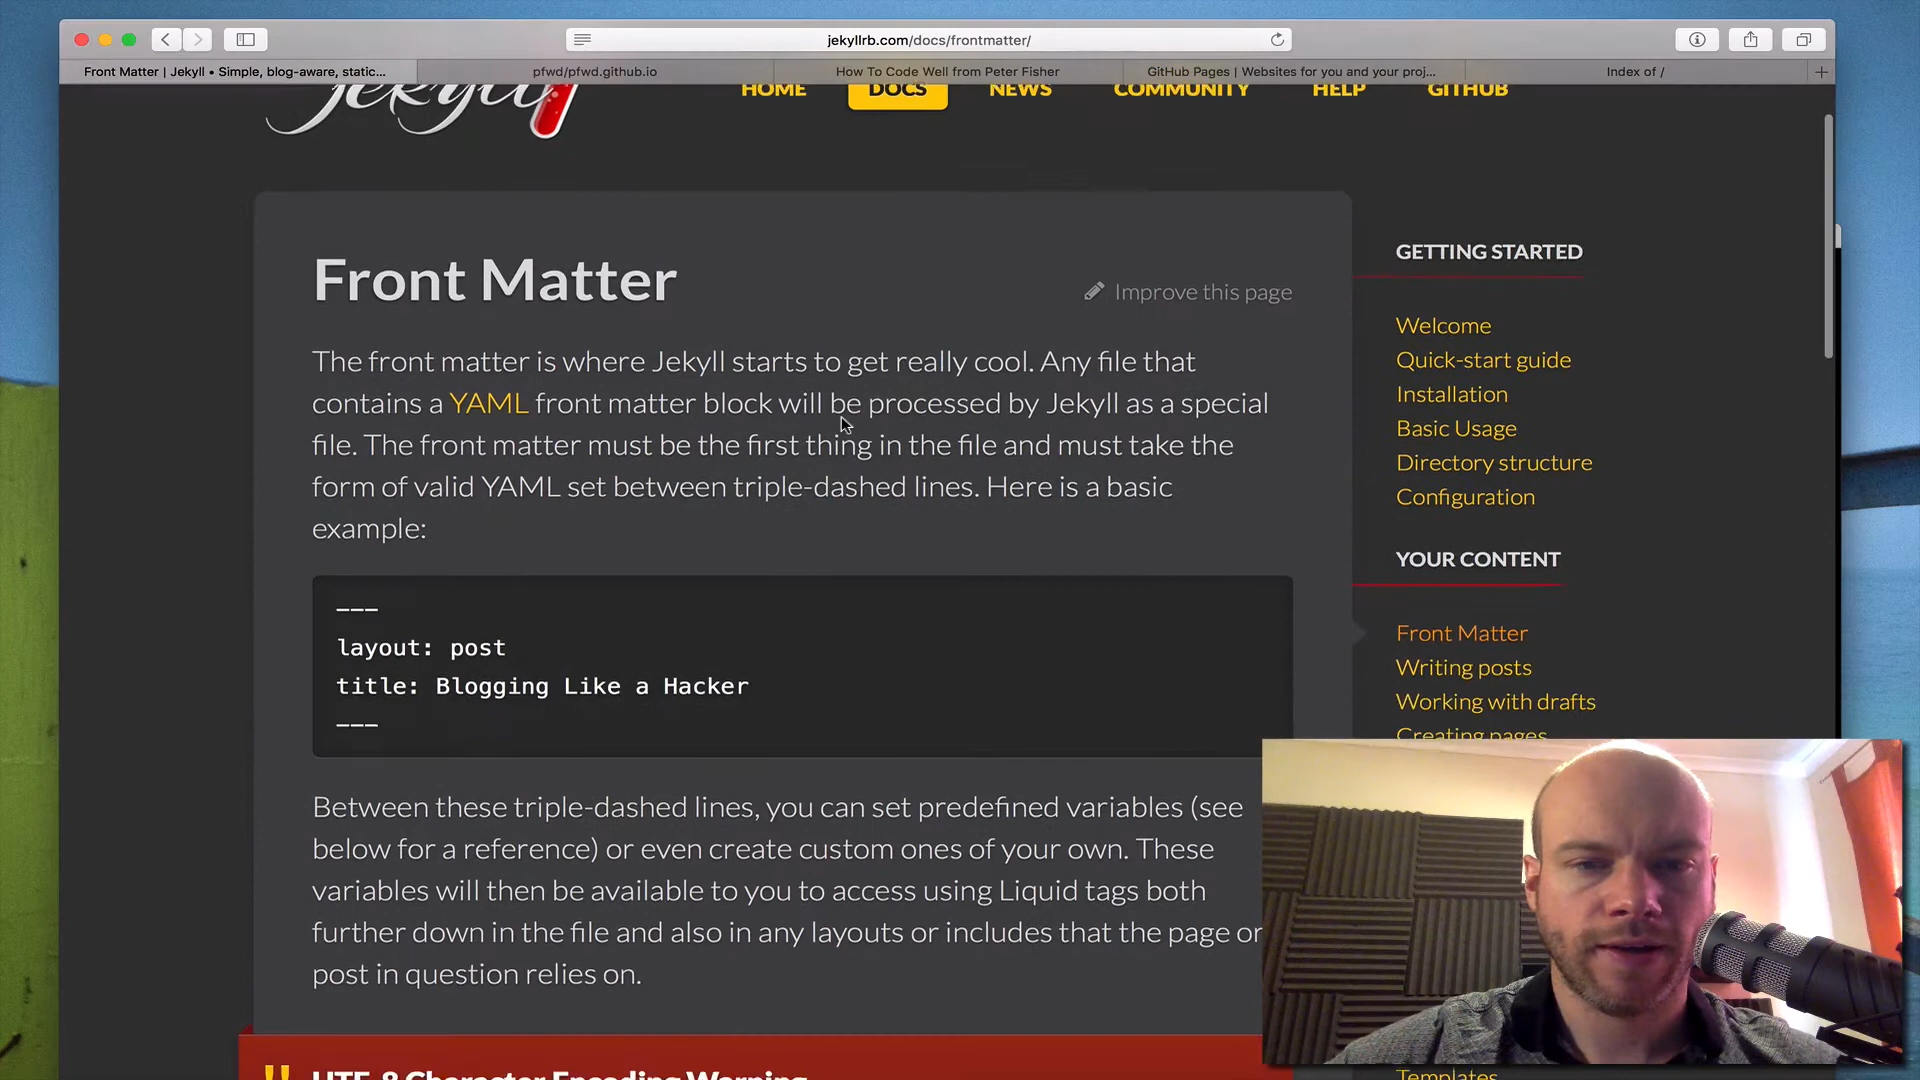 jekyllrb.com/docs/frontmatter/
Front Matter | Jekyll • Simple, blog-aware, static...
pfwd/pfwd.github.io
How To Code Well from Peter Fisher
GitHub Pages | Websites for you and your proj...
Index of /
jekyll
HOME
DOCS
NEWS
COMMUNITY
HELP
GITHUB
Front Matter
Improve this page
The front matter is where Jekyll starts to get really cool. Any file that
contains a YAML front matter block will be processed by Jekyll as a special
file. The front matter must be the first thing in the file and must take the
form of valid YAML set between triple-dashed lines. Here is a basic
example:
---
layout: post
title: Blogging Like a Hacker
---
Between these triple-dashed lines, you can set predefined variables (see
below for a reference) or even create custom ones of your own. These
variables will then be available to you to access using Liquid tags both
further down in the file and also in any layouts or includes that the page or
post in question relies on.
UTF-8 Character Encoding Warning
GETTING STARTED
Welcome
Quick-start guide
Installation
Basic Usage
Directory structure
Configuration
YOUR CONTENT
Front Matter
Writing posts
Working with drafts
Creating pages
Templates